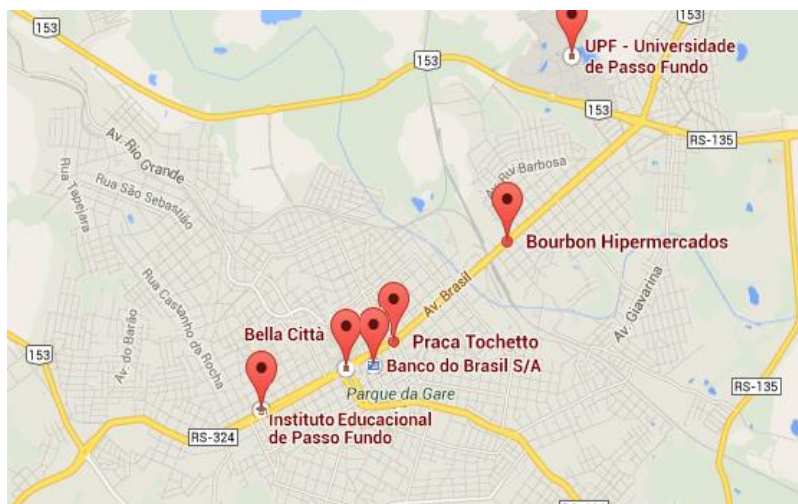 153
153
153
UPF - Universidade
de Passo Fundo
153
RS-135
Av. Rio Grande
Rua Tapejara
Rua São Sebastião
Av. Rui Barbosa
Bourbon Hipermercados
Av. Brasil
Av. Giavarina
Rua Castanho da
Rocha
Av. do Barão
Bella Città
Praca Tochetto
153
Banco do Brasil S/A
Parque da Gare
RS-135
Instituto Educacional
de Passo Fundo
RS-324